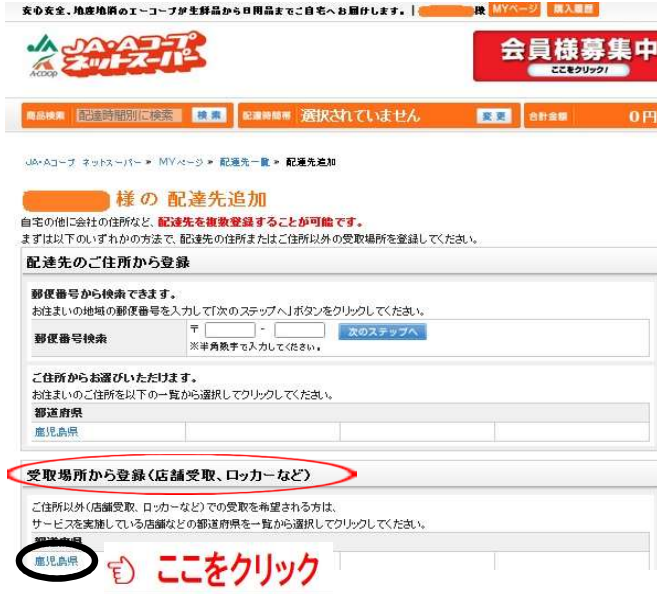 安心安全、地産地消のエーコープが生鮮品から日用品までご自宅へお届けします。| 様 MYページ 購入履歴
JA・Aコープ
ネットスーパー
A-COOP
会員様募集中
ここをクリック!
商品検索 配達時間別に検索 検索 配達時間帯 選択されていません 変更 合計金額 0円
JA・Aコープ ネットスーパー » MYページ » 配達先一覧 » 配達先追加
様の 配達先追加
自宅の他に会社の住所など、配達先を複数登録することが可能です。
まずは以下のいずれかの方法で、配達先の住所またはご住所以外の受取場所を登録してください。
配達先のご住所から登録
郵便番号から検索できます。
お住まいの地域の郵便番号を入力して「次のステップへ」ボタンをクリックしてください。
郵便番号検索
〒 - 次のステップへ
※半角数字で入力してください。
ご住所からお選びいただけます。
お住まいのご住所を以下の一覧から選択してクリックしてください。
都道府県
鹿児島県
受取場所から登録(店舗受取、ロッカーなど)
ご住所以外(店舗受取、ロッカーなど)での受取を希望される方は、
サービスを実施している店舗などの都道府県を一覧から選択してクリックしてください。
都道府県
鹿児島県
ここをクリック